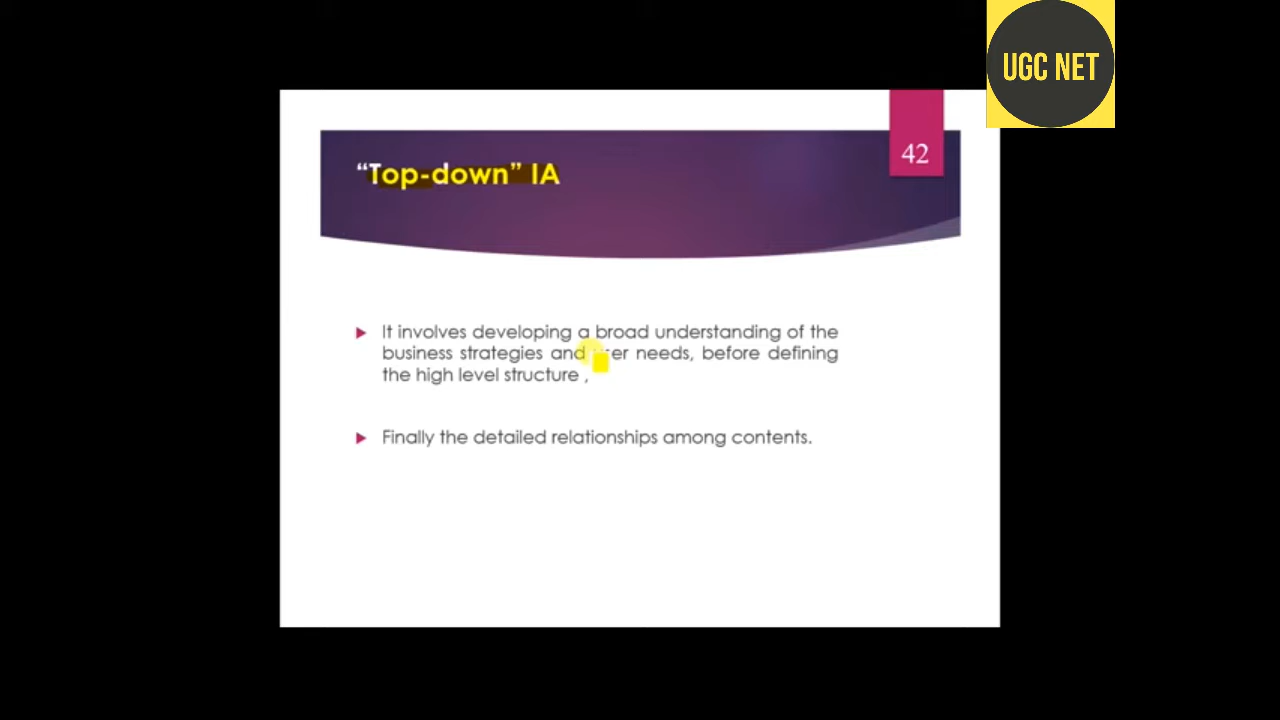 UGC NET
42
“Top-down” IA
It involves developing a broad understanding of the
business strategies and user needs, before defining
the high level structure ,
Finally the detailed relationships among contents.